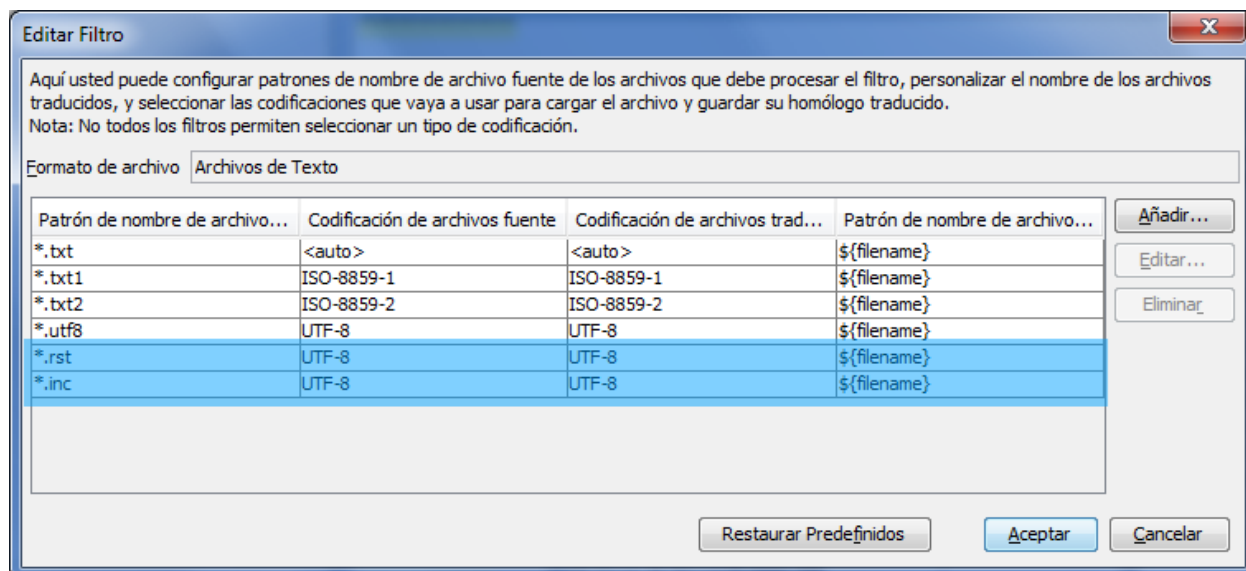 Editar Filtro
Aquí usted puede configurar patrones de nombre de archivo fuente de los archivos que debe procesar el filtro, personalizar el nombre de los archivos
traducidos, y seleccionar las codificaciones que vaya a usar para cargar el archivo y guardar su homólogo traducido.
Nota: No todos los filtros permiten seleccionar un tipo de codificación.
Formato de archivo Archivos de Texto
Patrón de nombre de archivo... Codificación de archivos fuente Codificación de archivos trad... Patrón de nombre de archivo... Añadir...
*.txt <auto> <auto> ${filename}
Editar...
*.txt1 ISO-8859-1 ISO-8859-1 ${filename}
*.txt2 ISO-8859-2 ISO-8859-2 ${filename} Eliminar
*.utf8 UTF-8 UTF-8 ${filename}
*.rst UTF-8 UTF-8 ${filename}
*.inc UTF-8 UTF-8 ${filename}
Restaurar Predefinidos Aceptar Cancelar